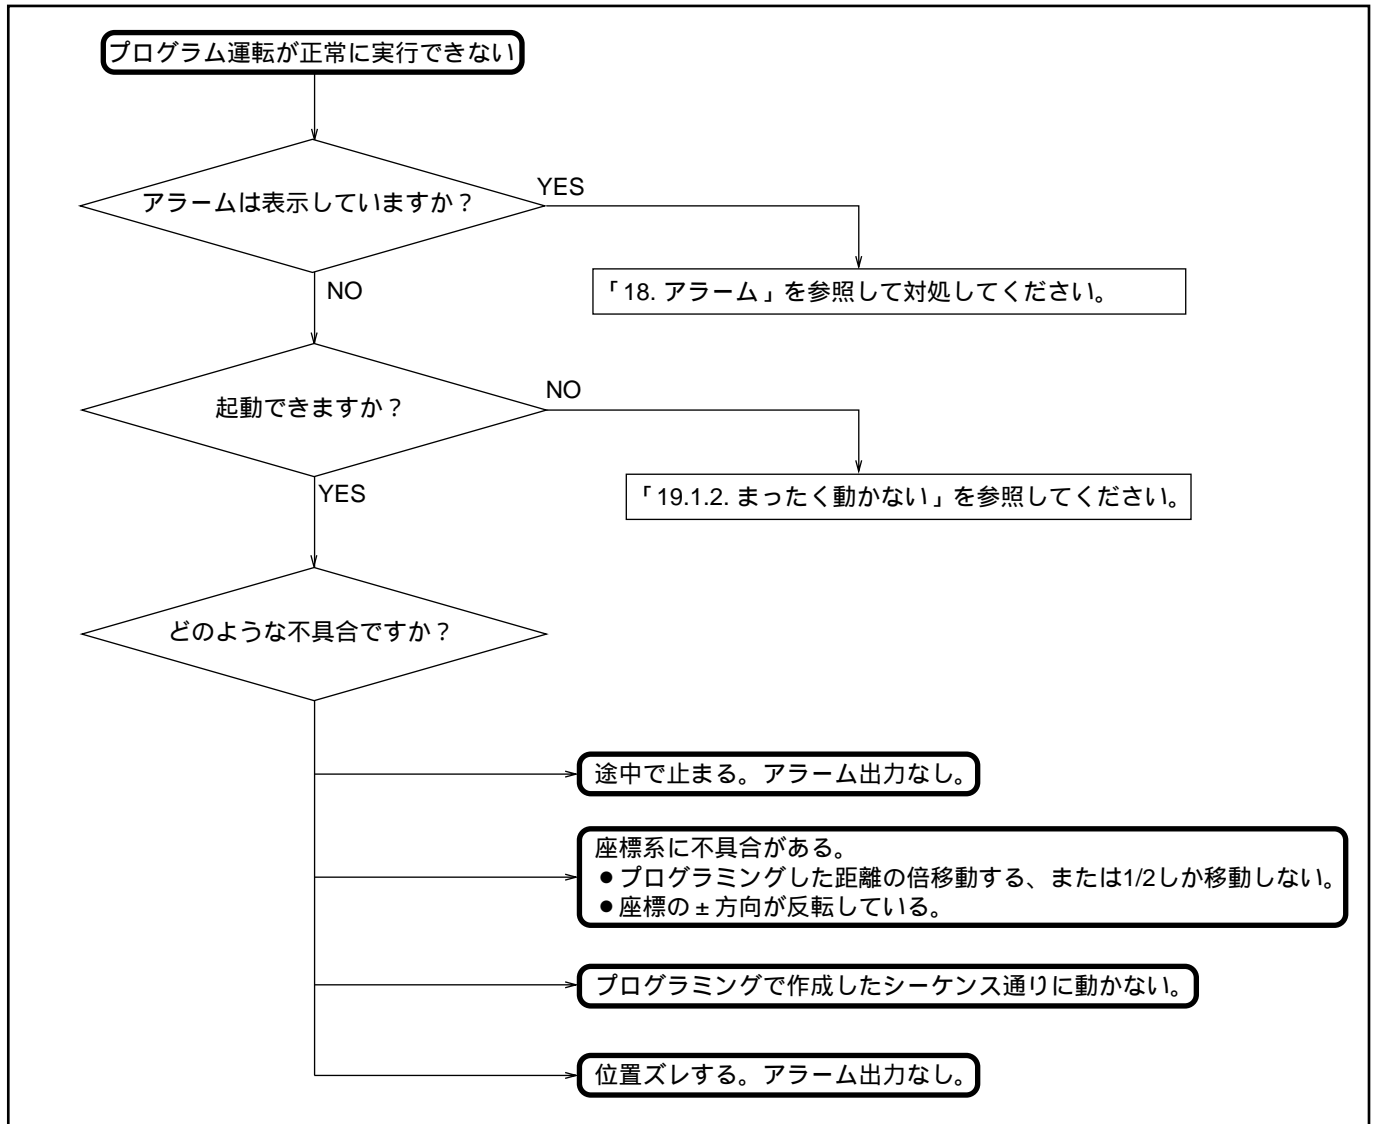 プログラム運転が正常に実行できない
アラームは表示していますか？
YES
「18. アラーム」を参照して対処してください。
NO
起動できますか？
NO
「19.1.2. まったく動かない」を参照してください。
YES
どのような不具合ですか？
途中で止まる。アラーム出力なし。
座標系に不具合がある。
●プログラミングした距離の倍移動する、または1/2しか移動しない。
●座標の±方向が反転している。
プログラミングで作成したシーケンス通りに動かない。
位置ズレする。アラーム出力なし。